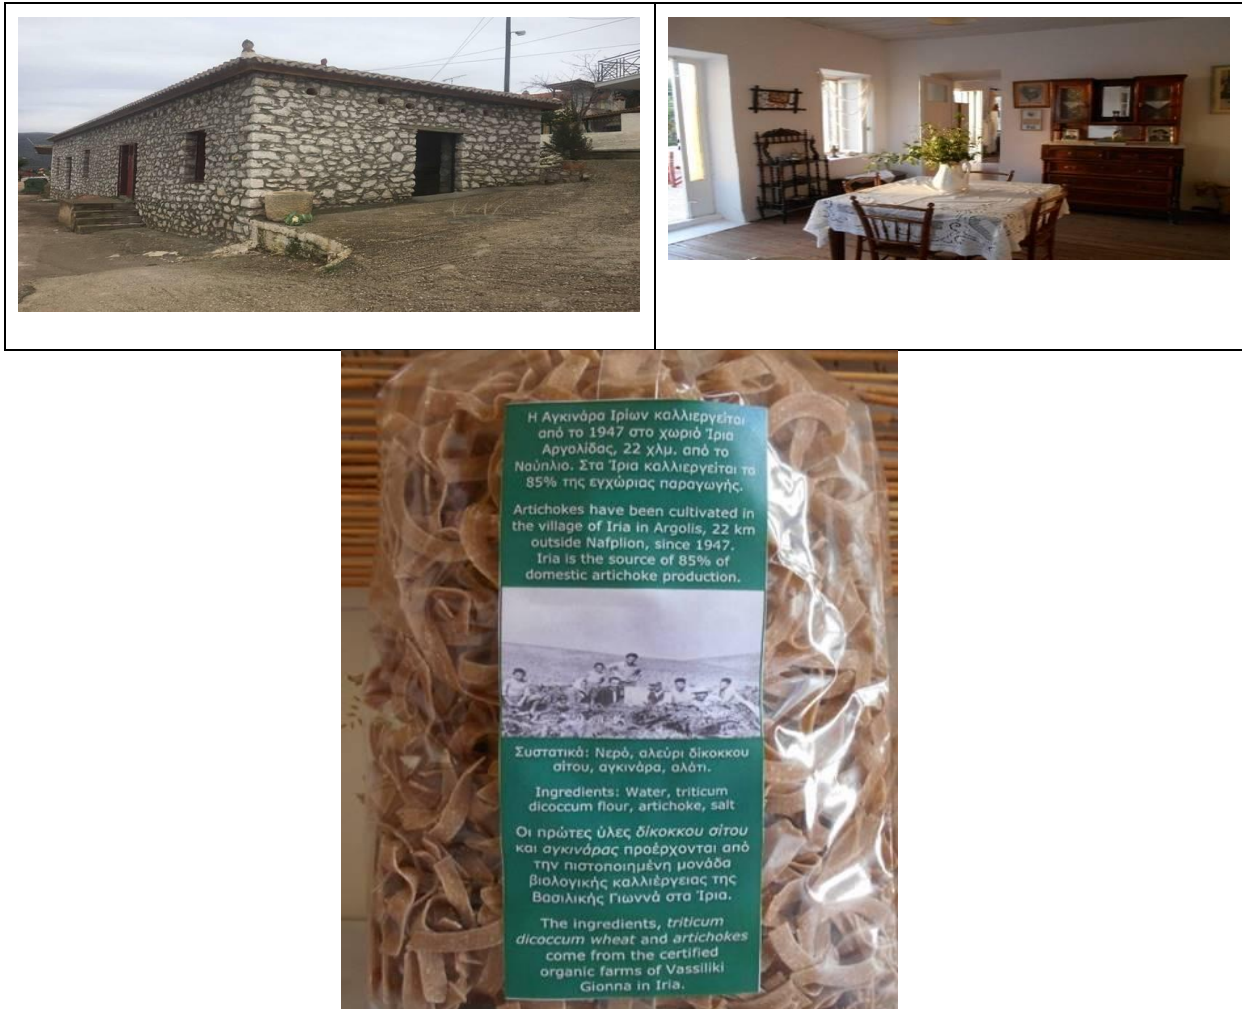 Η Αγκινάρα Ιρίων καλλιεργείται
από το 1947 στο χωριό Ίρια
Αργολίδας, 22 χλμ. από το
Ναύπλιο. Στα Ίρια καλλιεργείται το
85% της εγχώριας παραγωγής.
Artichokes have been cultivated in
the village of Iria in Argolis, 22 km
outside Nafplion, since 1947.
Iria is the source of 85% of
domestic artichoke production.
Συστατικά: Νερό, αλεύρι δίκοκκου
σίτου, αγκινάρα, αλάτι.
Ingredients: Water, triticum
dicoccum flour, artichoke, salt
Οι πρώτες ύλες δίκοκκου σίτου
και αγκινάρας προέρχονται από
την πιστοποιημένη μονάδα
βιολογικής καλλιέργειας της
Βασιλικής Γιωννά στα Ίρια.
The ingredients, triticum
dicoccum wheat and artichokes
come from the certified
organic farms of Vassiliki
Gionna in Iria.